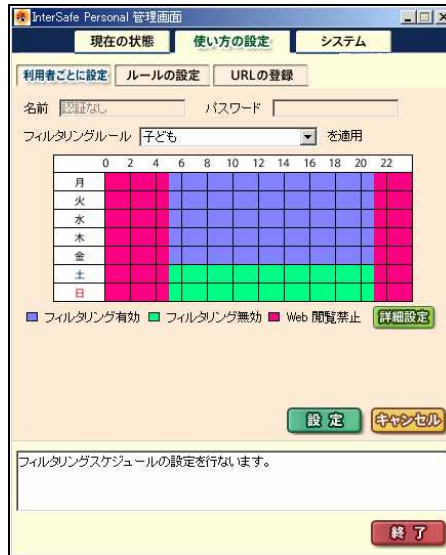 InterSafe Personal 管理画面
現在の状態 使い方の設定 システム
利用者ごとに設定 ルールの設定 URLの登録
名前 認証なし パスワード
フィルタリングルール 子ども を適用
0 2 4 6 8 10 12 14 16 18 20 22
月
火
水
木
金
土
日
フィルタリング有効 フィルタリング無効 Web 閲覧禁止 詳細設定
設 定 キャンセル
フィルタリングスケジュールの設定を行ないます。
終 了